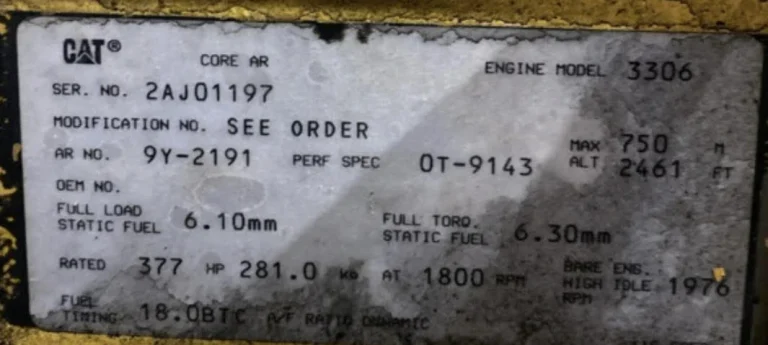 CAT® CORE AR ENGINE MODEL 3306
SER. NO. 2AJ01197
MODIFICATION NO. SEE ORDER
AR NO. 9Y-2191 PERF SPEC 0T-9143 MAX ALT 750 M 2461 FT
OEM NO.
FULL LOAD STATIC FUEL 6.10mm FULL TORQ. STATIC FUEL 6.30mm
RATED 377 HP 281.0 kW AT 1800 RPM BARE ENG. HIGH IDLE RPM 1976
FUEL TIMING 18.0BTC A/F RATIO DYNAMIC